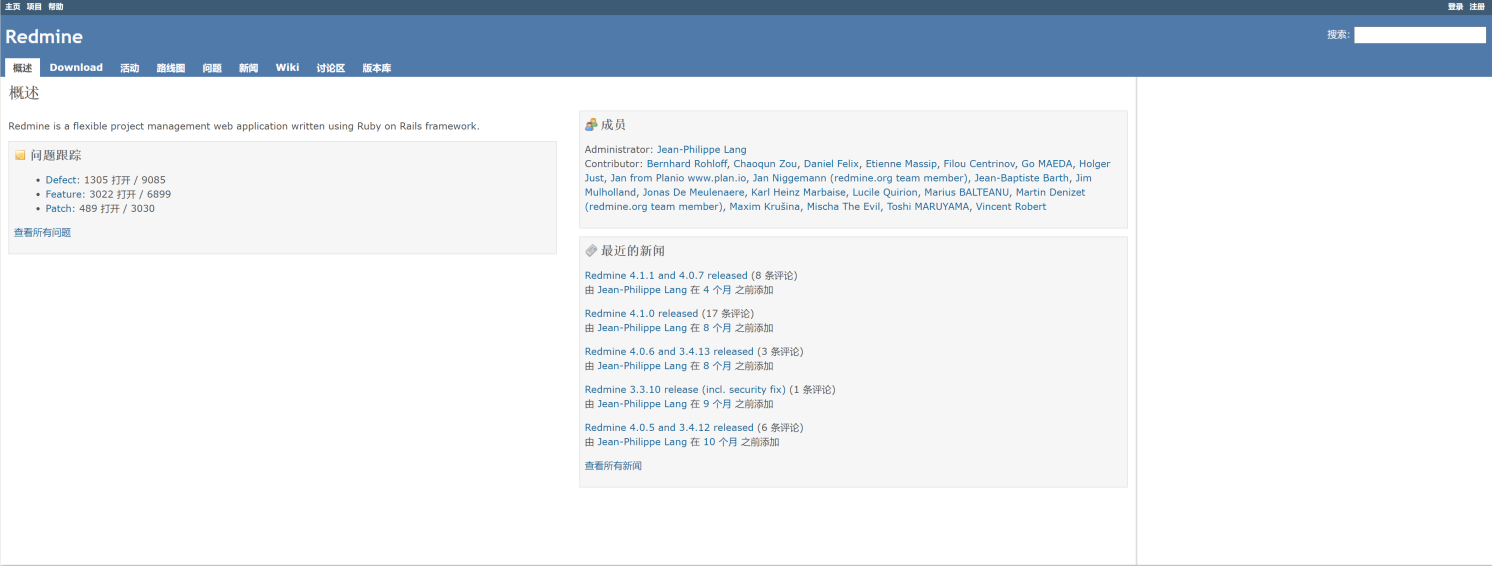 主页 项目 帮助
登录 注册
Redmine
搜索:
概述 Download 活动 路线图 问题 新闻 Wiki 讨论区 版本库
概述
Redmine is a flexible project management web application written using Ruby on Rails framework.
问题跟踪
• Defect: 1305 打开 / 9085
• Feature: 3022 打开 / 6899
• Patch: 489 打开 / 3030
查看所有问题
成员
Administrator: Jean-Philippe Lang
Contributor: Bernhard Rohloff, Chaoqun Zou, Daniel Felix, Etienne Massip, Filou Centrinov, Go MAEDA, Holger
Just, Jan from Planio www.plan.io, Jan Niggemann (redmine.org team member), Jean-Baptiste Barth, Jim
Mulholland, Jonas De Meulenaere, Karl Heinz Marbaise, Lucile Quirion, Marius BALTEANU, Martin Denizet
(redmine.org team member), Maxim Krušina, Mischa The Evil, Toshi MARUYAMA, Vincent Robert
最近的新闻
Redmine 4.1.1 and 4.0.7 released (8 条评论)
由 Jean-Philippe Lang 在 4 个月 之前添加
Redmine 4.1.0 released (17 条评论)
由 Jean-Philippe Lang 在 8 个月 之前添加
Redmine 4.0.6 and 3.4.13 released (3 条评论)
由 Jean-Philippe Lang 在 8 个月 之前添加
Redmine 3.3.10 release (incl. security fix) (1 条评论)
由 Jean-Philippe Lang 在 9 个月 之前添加
Redmine 4.0.5 and 3.4.12 released (6 条评论)
由 Jean-Philippe Lang 在 10 个月 之前添加
查看所有新闻